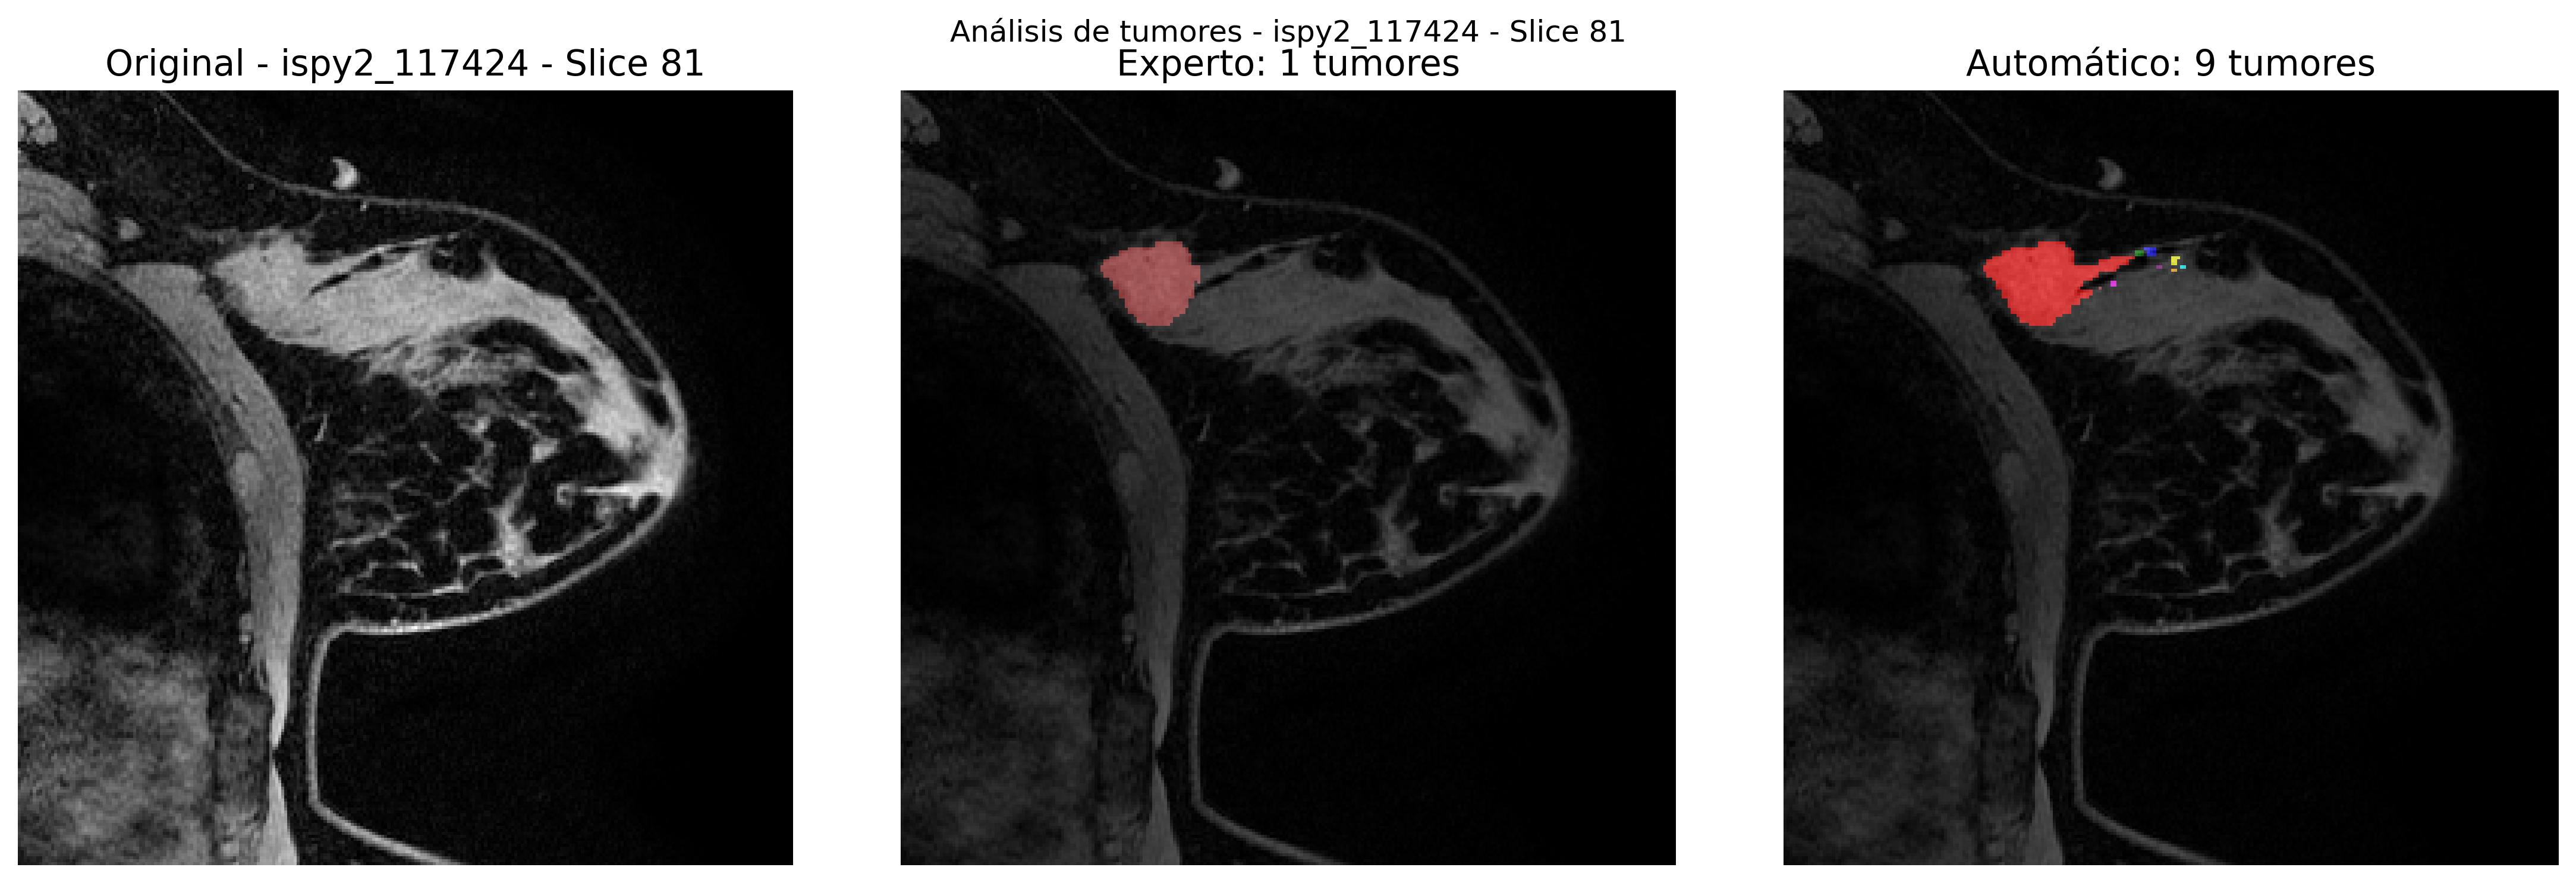 Análisis de tumores - ispy2_117424 - Slice 81
Original - ispy2_117424 - Slice 81
Experto: 1 tumores
Automático: 9 tumores